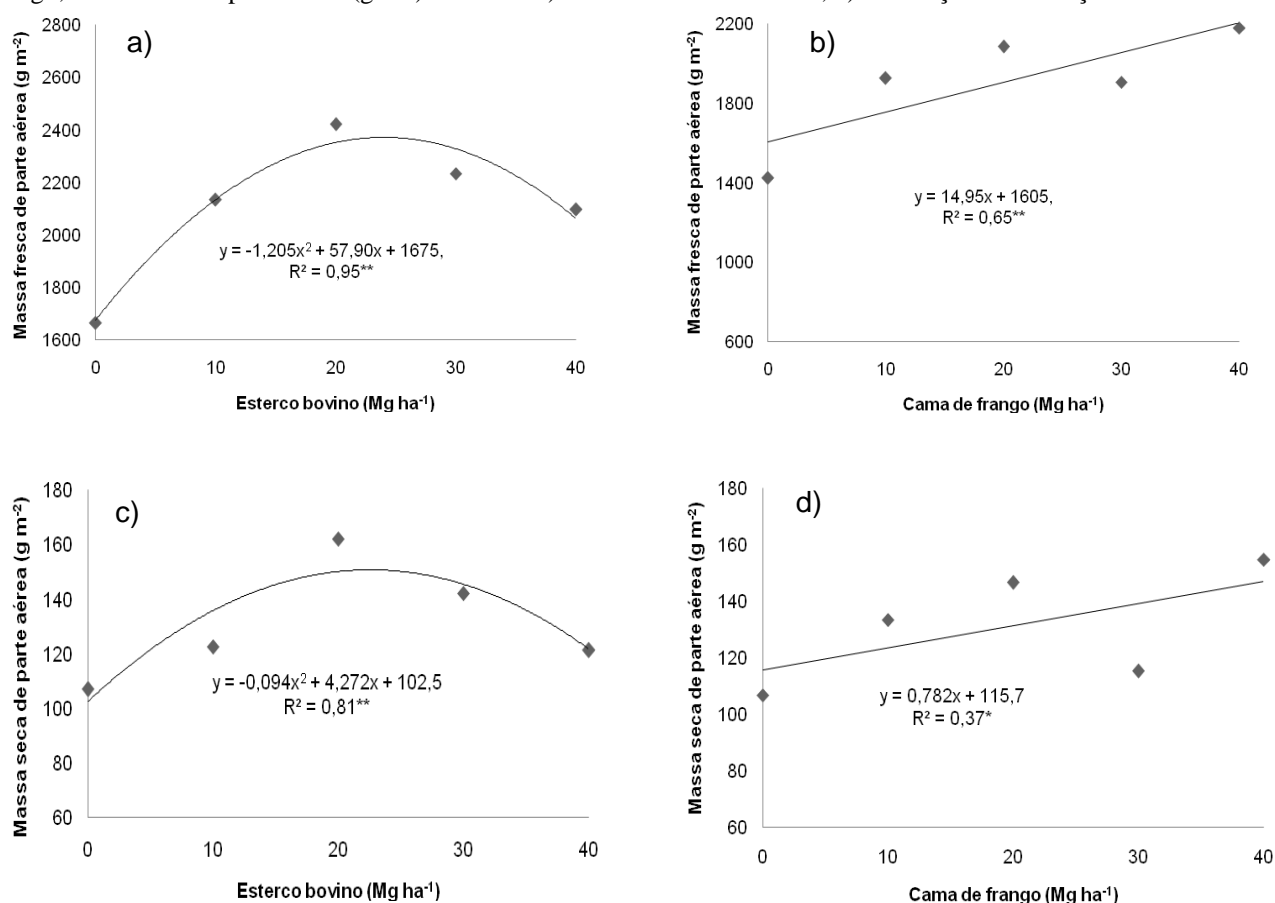 a)
Massa fresca de parte aérea (g m⁻²)
2800
2600
2400
2200
2000
1800
1600
y = -1,205x² + 57,90x + 1675,
R² = 0,95**
0 10 20 30 40
Esterco bovino (Mg ha⁻¹)
b)
Massa fresca de parte aérea (g m⁻²)
2200
1800
1400
1000
600
y = 14,95x + 1605,
R² = 0,65**
0 10 20 30 40
Cama de frango (Mg ha⁻¹)
c)
Massa seca de parte aérea (g m⁻²)
180
160
140
120
100
80
60
y = -0,094x² + 4,272x + 102,5
R² = 0,81**
0 10 20 30 40
Esterco bovino (Mg ha⁻¹)
d)
Massa seca de parte aérea (g m⁻²)
180
160
140
120
100
80
60
y = 0,782x + 115,7
R² = 0,37*
0 10 20 30 40
Cama de frango (Mg ha⁻¹)